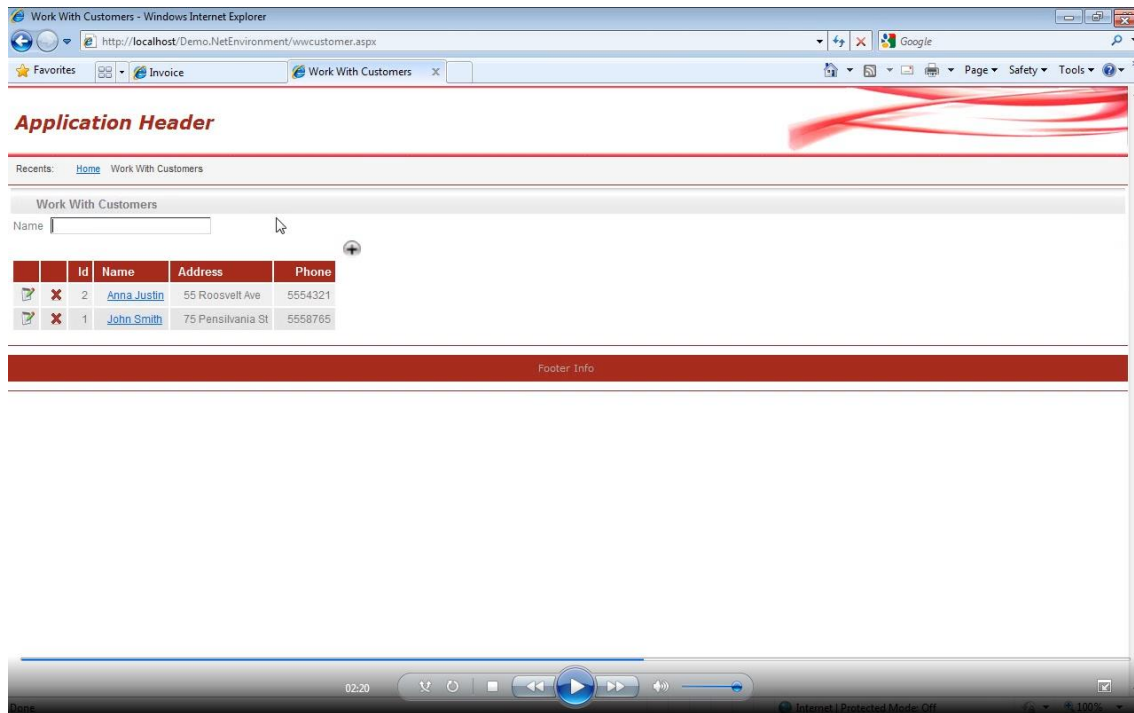 Work With Customers - Windows Internet Explorer
http://localhost/Demo.NetEnvironment/wwcustomer.aspx
Google
Favorites Invoice Work With Customers X Page Safety Tools
Application Header
Recents: Home Work With Customers
Work With Customers
Name
Id Name Address Phone
2 Anna Justin 55 Roosvelt Ave 5554321
1 John Smith 75 Pensilvania St 5558765
Footer Info
02:20
Done Internet | Protected Mode: Off 100%